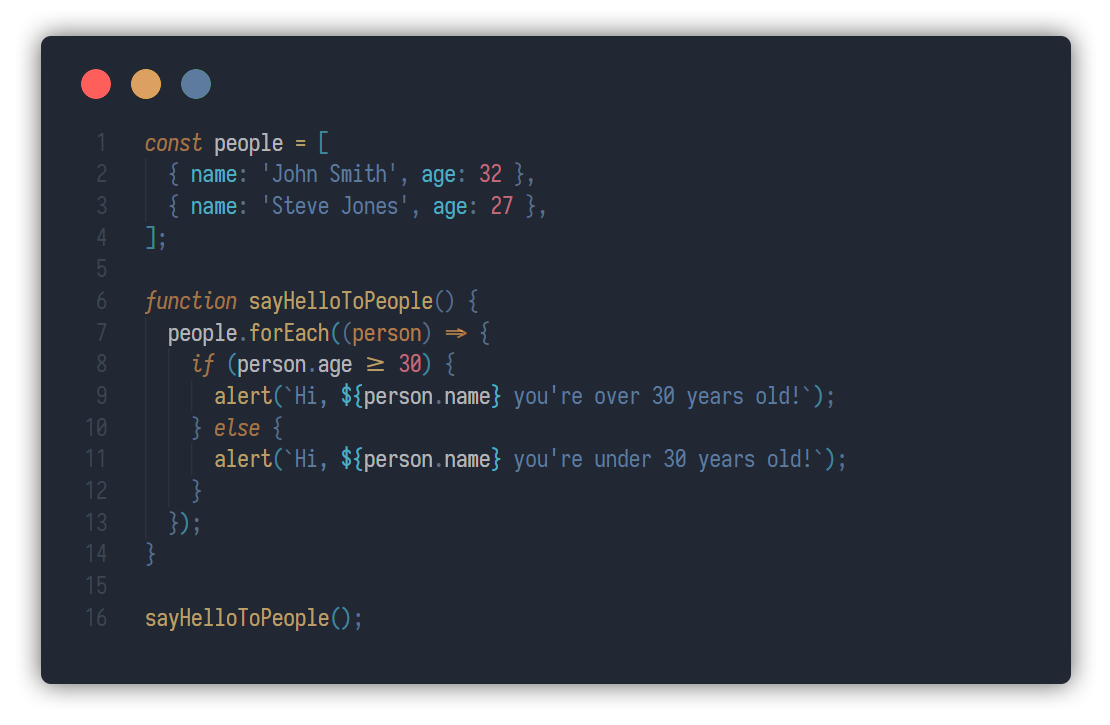 1 const people = [
2   { name: 'John Smith', age: 32 },
3   { name: 'Steve Jones', age: 27 },
4 ];
5
6 function sayHelloToPeople() {
7   people.forEach((person) => {
8     if (person.age >= 30) {
9       alert(`Hi, ${person.name} you're over 30 years old!`);
10     } else {
11       alert(`Hi, ${person.name} you're under 30 years old!`);
12     }
13   });
14 }
15
16 sayHelloToPeople();